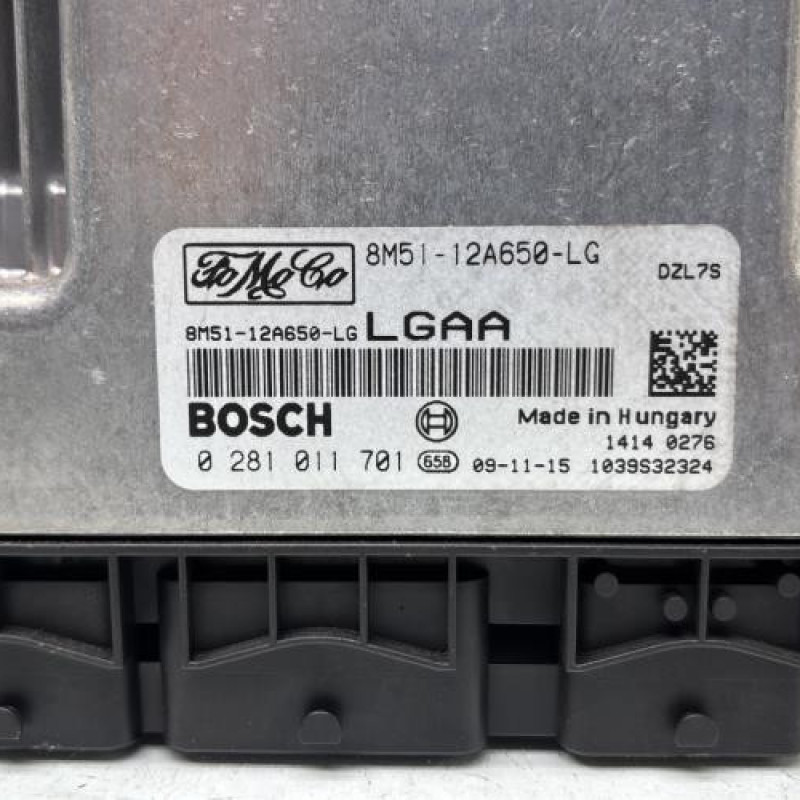 FoMoCo 8M51-12A650-LG
DZL7S
8M51-12A650-LG LGAA
BOSCH Made in Hungary
1414 0276
0 281 011 701 658 09-11-15 1039S32324